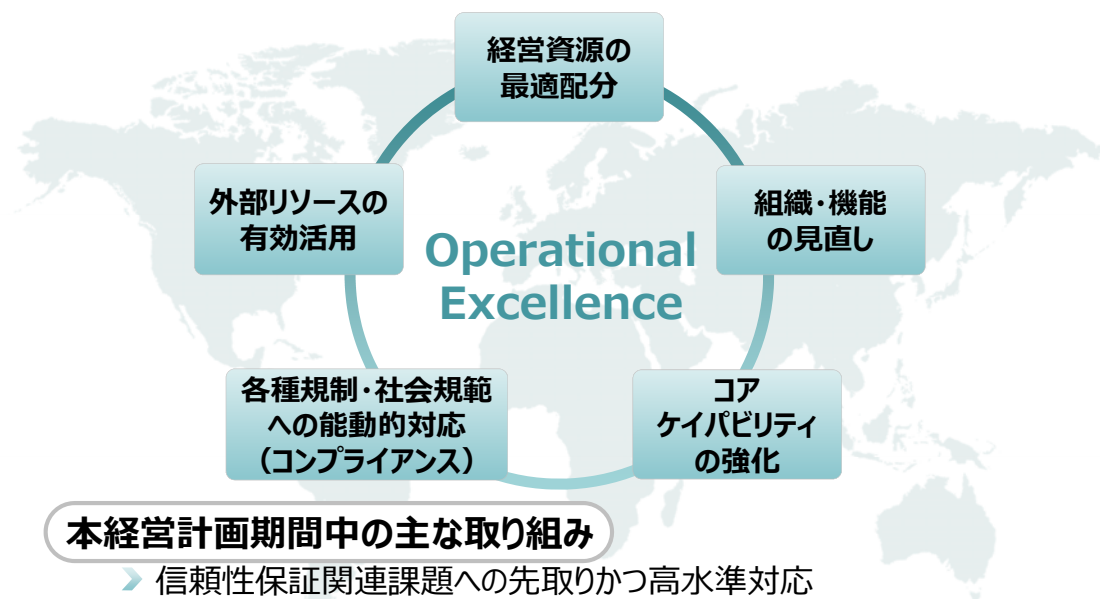 経営資源の
最適配分
外部リソースの
有効活用
組織・機能
の見直し
Operational
Excellence
各種規制・社会規範
への能動的対応
（コンプライアンス）
コア
ケイパビリティ
の強化
本経営計画期間中の主な取り組み
信頼性保証関連課題への先取りかつ高水準対応